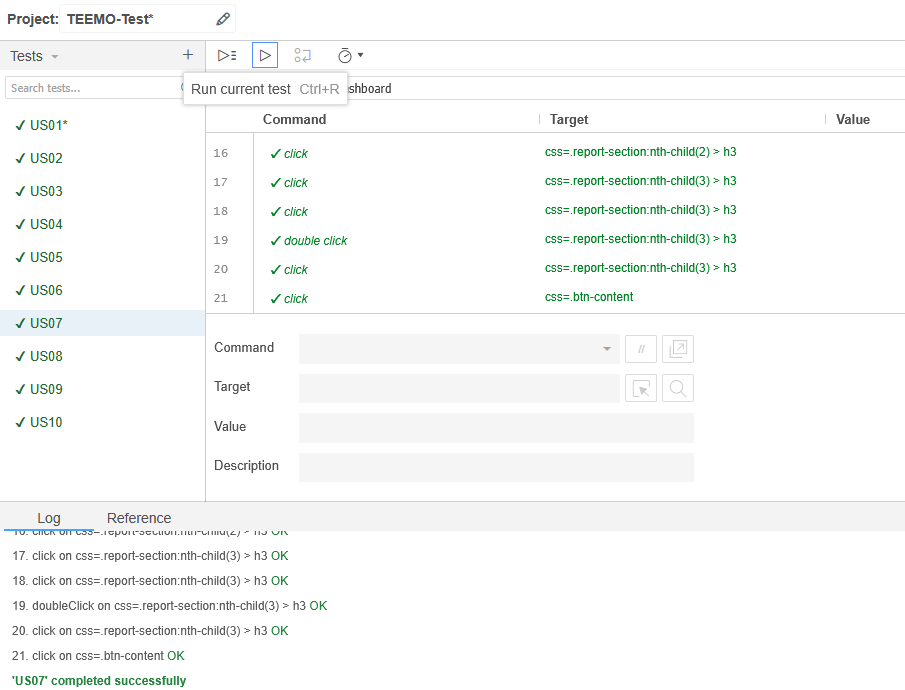 Project: TEEMO-Test*
Tests
Search tests...
Run current test Ctrl+R
shboard
Command Target Value
US01*
US02
US03
US04
US05
US06
US07
US08
US09
US10
16 click css=.report-section:nth-child(2) > h3
17 click css=.report-section:nth-child(3) > h3
18 click css=.report-section:nth-child(3) > h3
19 double click css=.report-section:nth-child(3) > h3
20 click css=.report-section:nth-child(3) > h3
21 click css=.btn-content
Command //
Target
Value
Description
Log Reference
16. click on css=.report-section:nth-child(2) > h3 OK
17. click on css=.report-section:nth-child(3) > h3 OK
18. click on css=.report-section:nth-child(3) > h3 OK
19. doubleClick on css=.report-section:nth-child(3) > h3 OK
20. click on css=.report-section:nth-child(3) > h3 OK
21. click on css=.btn-content OK
'US07' completed successfully